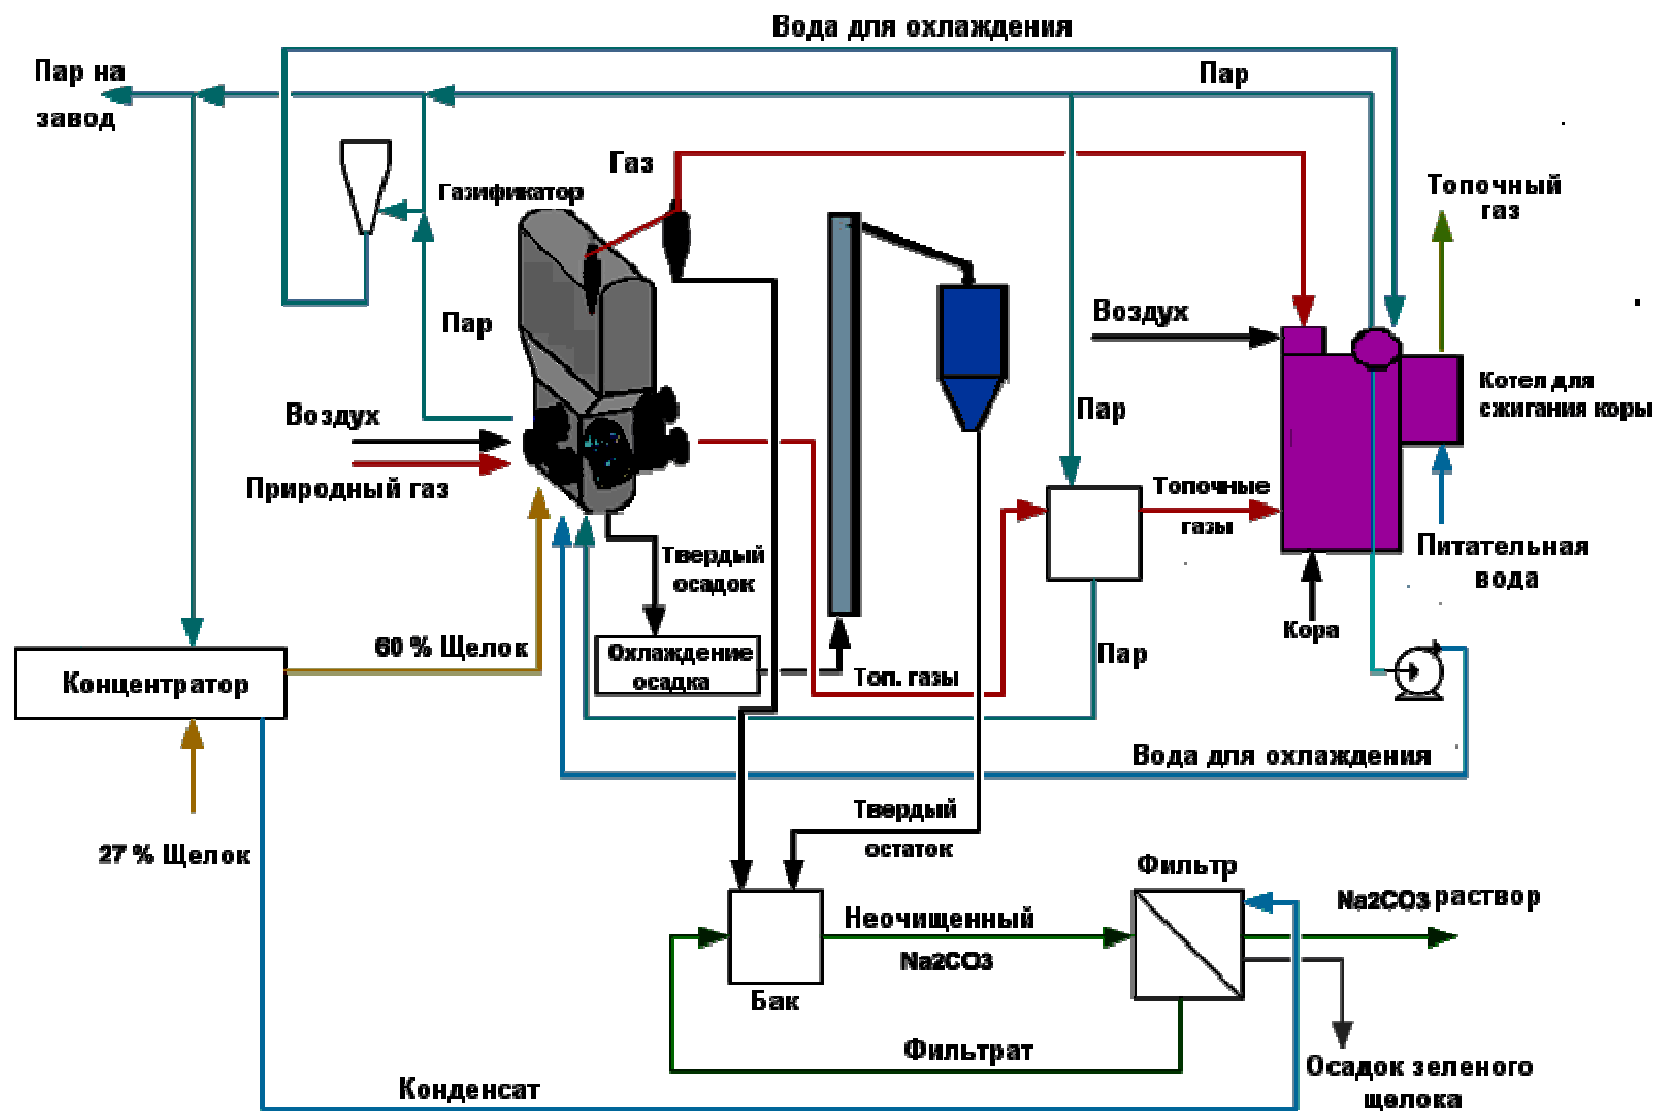 Вода для охлаждения
Пар на
завод
Пар
Газ
Газификатор
Топочный
газ
Пар
Воздух
Котел для
сжигания коры
Воздух
Пар
Природный газ
Топочные
газы
Твердый
осадок
Питательная
вода
Кора
60 % Щелок
Охлаждение
осадка
Пар
Концентратор
Топ. газы
Вода для охлаждения
27 % Щелок
Твердый
остаток
Фильтр
Неочищенный
Na2CO3
Na2CO3 раствор
Бак
Фильтрат
Осадок зеленого
щелока
Конденсат